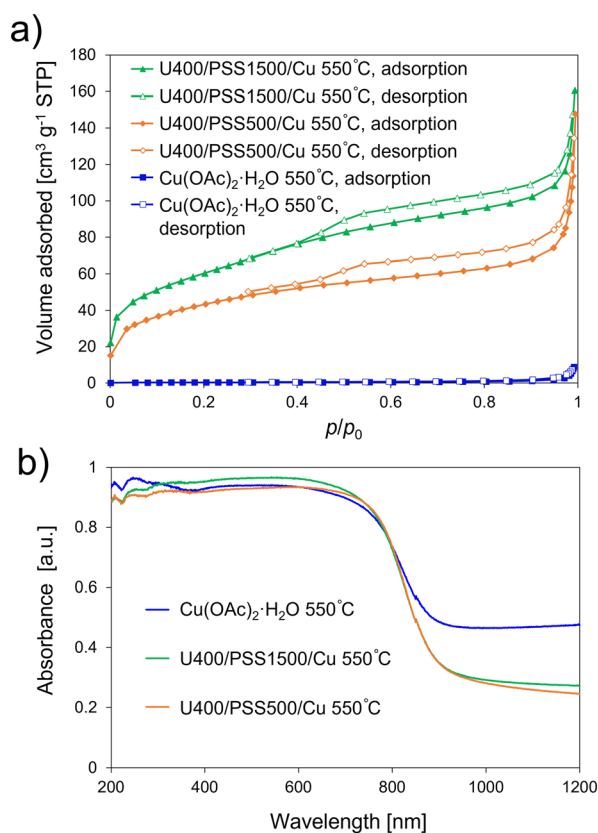 a)
180
160
140
120
100
80
60
40
20
0
Volume adsorbed [cm³ g⁻¹ STP]
U400/PSS1500/Cu 550°C, adsorption
U400/PSS1500/Cu 550°C, desorption
U400/PSS500/Cu 550°C, adsorption
U400/PSS500/Cu 550°C, desorption
Cu(OAc)₂·H₂O 550°C, adsorption
Cu(OAc)₂·H₂O 550°C,
desorption
0 0.2 0.4 0.6 0.8 1
p/p₀
b)
1
0.8
0.6
0.4
0.2
0
Absorbance [a.u.]
Cu(OAc)₂·H₂O 550°C
U400/PSS1500/Cu 550°C
U400/PSS500/Cu 550°C
200 400 600 800 1000 1200
Wavelength [nm]